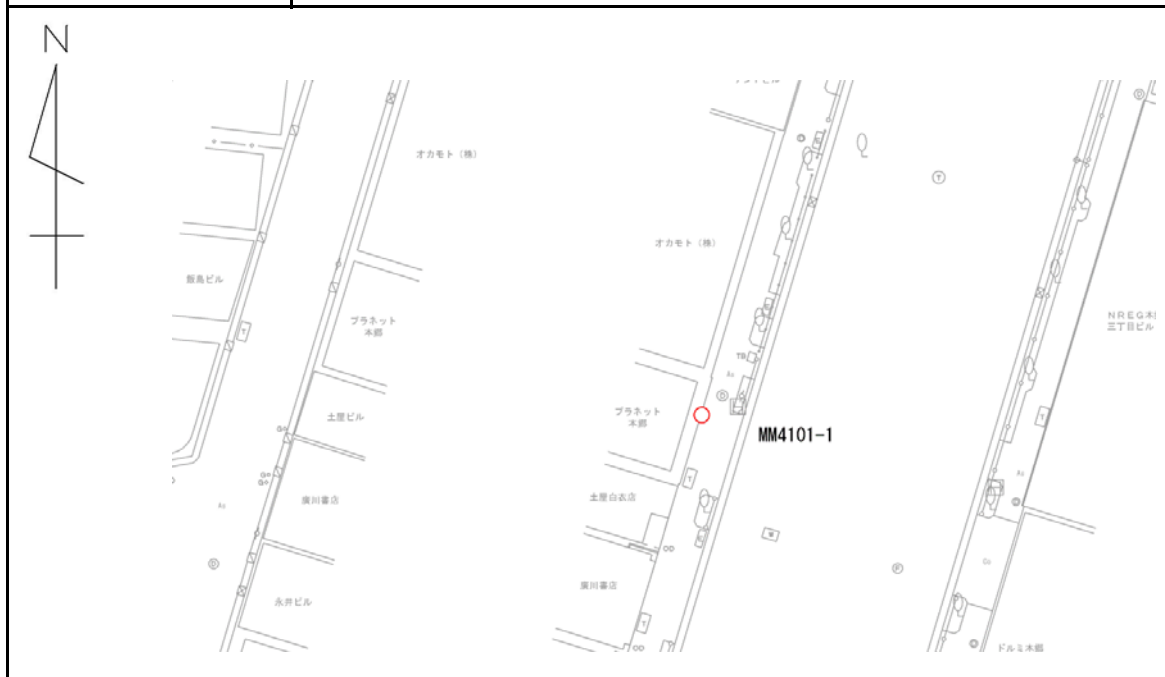 N
オカモト（株）
オカモト（株）
飯島ビル
プラネット
本郷
NREG本
三丁目ビル
プラネット
本郷
MM4101-1
土屋ビル
土屋白衣店
廣川書店
廣川書店
永井ビル
ドルミ本郷